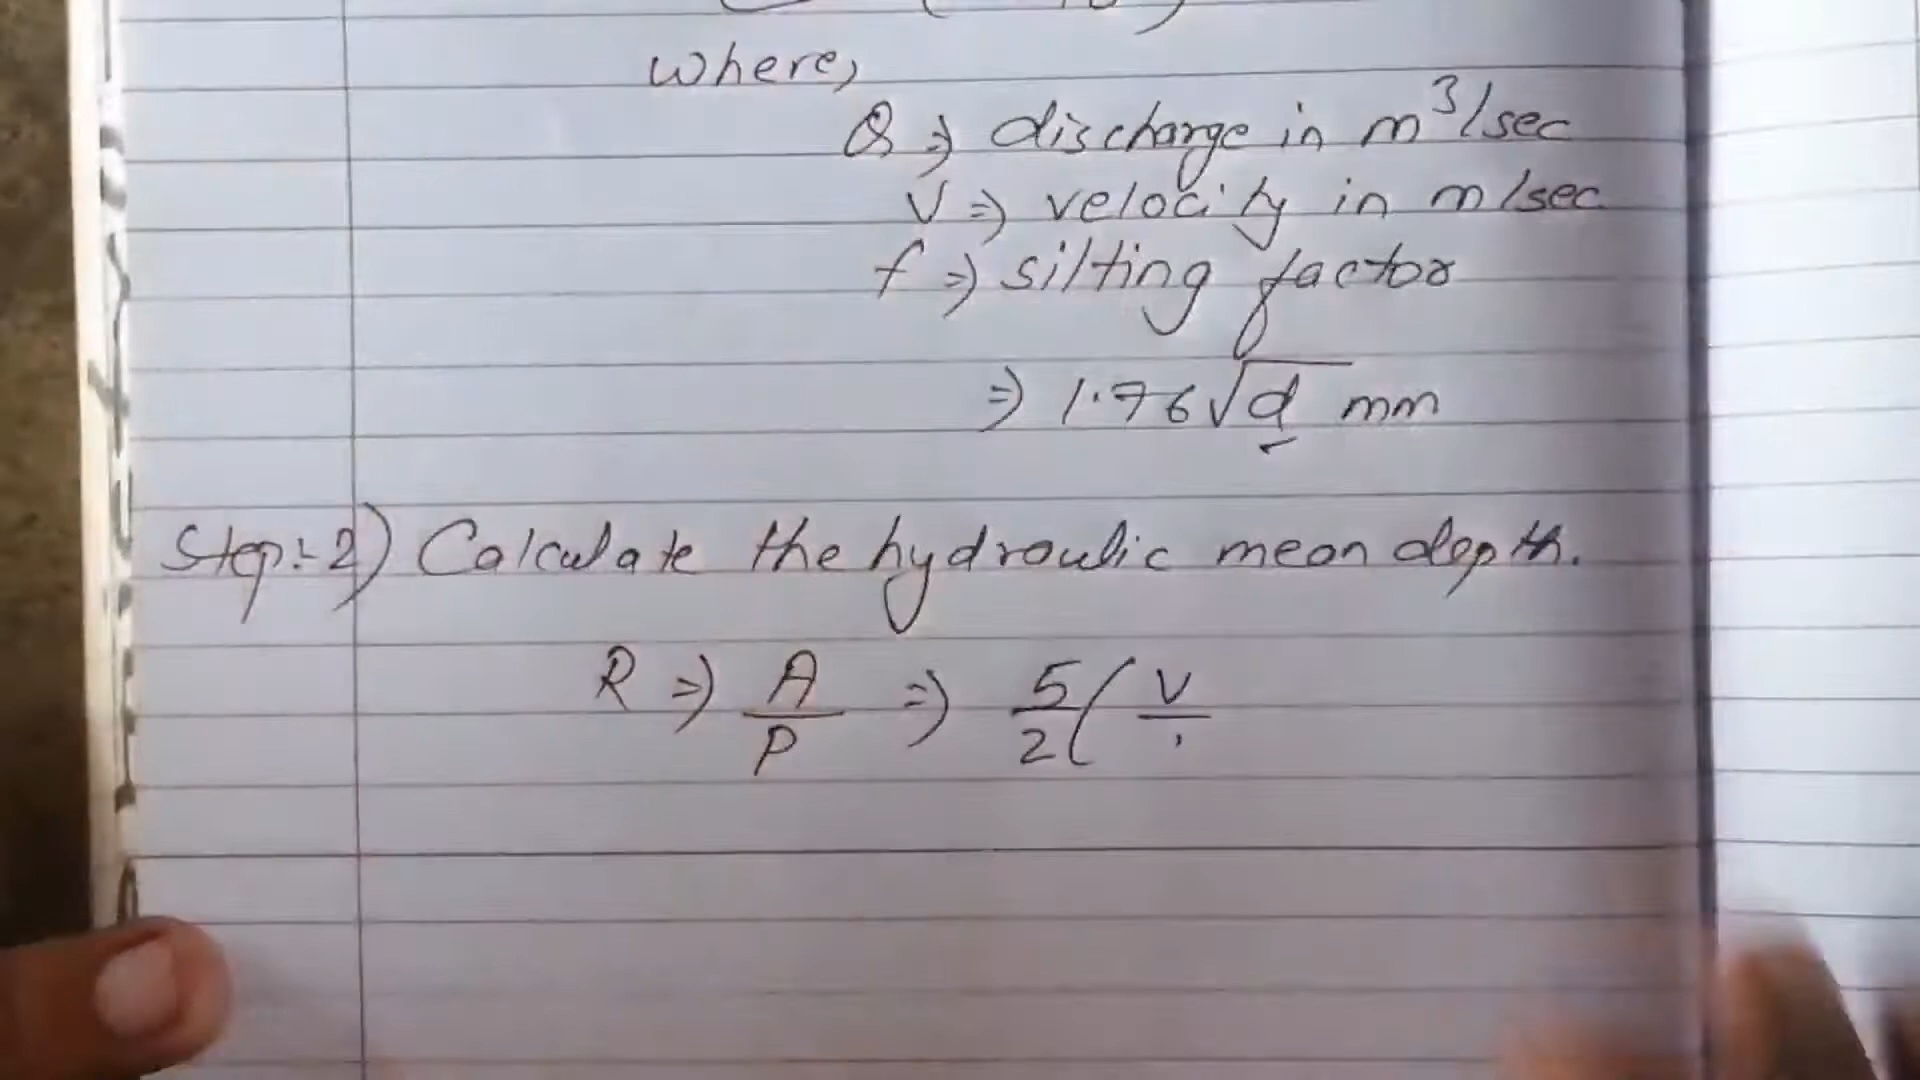 where,
Q => discharge in m³/sec
V => velocity in m/sec
f => silting factor
=> 1.76√d mm
Step:-2) Calculate the hydraulic mean depth.
R => A/P => 5/2 ( V/